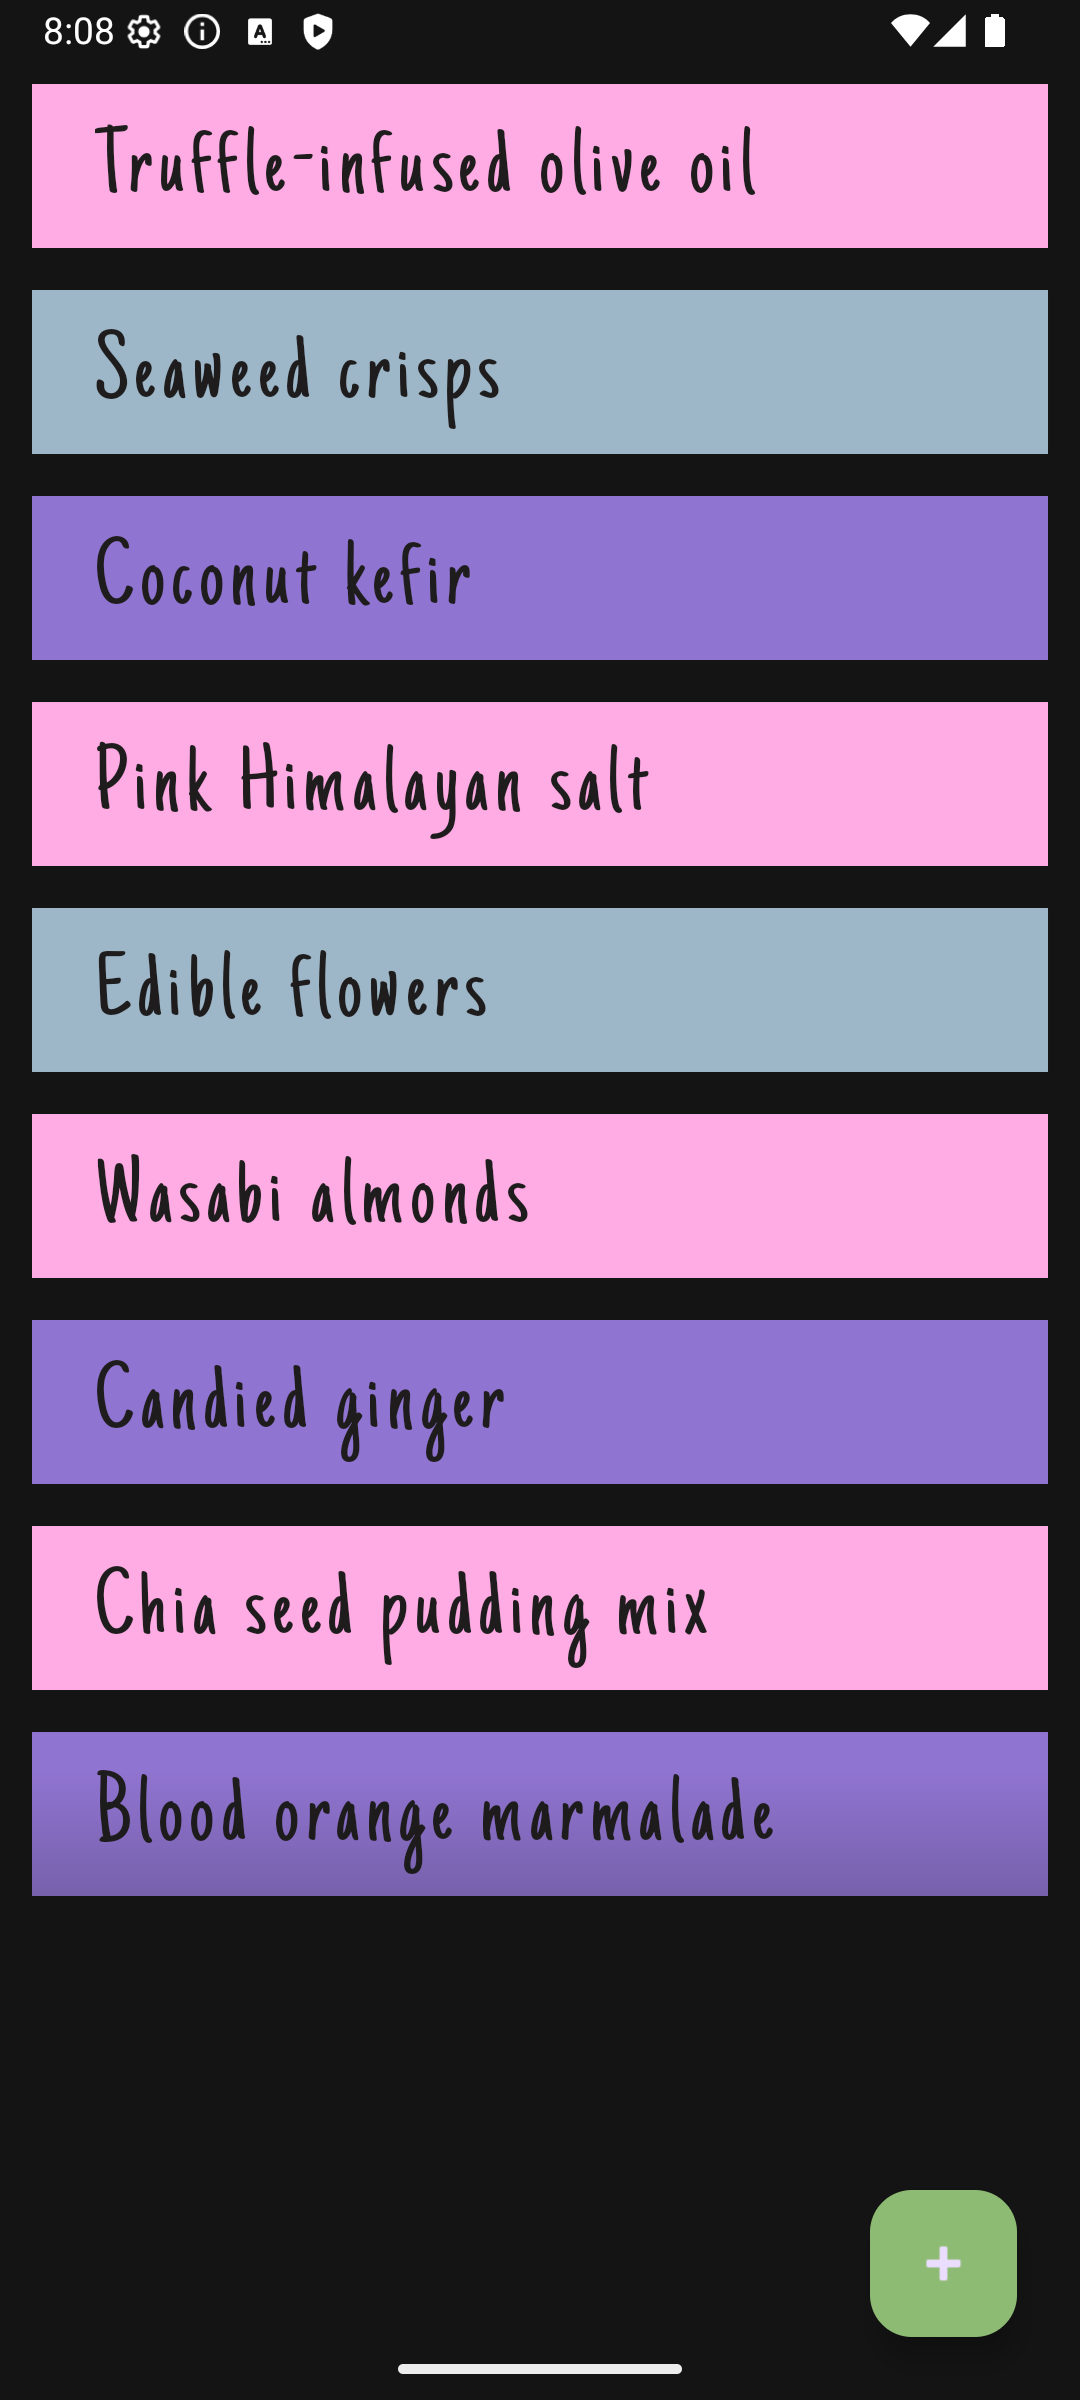 8:08
Truffle-infused olive oil
Seaweed crisps
Coconut kefir
Pink Himalayan salt
Edible flowers
Wasabi almonds
Candied ginger
Chia seed pudding mix
Blood orange marmalade